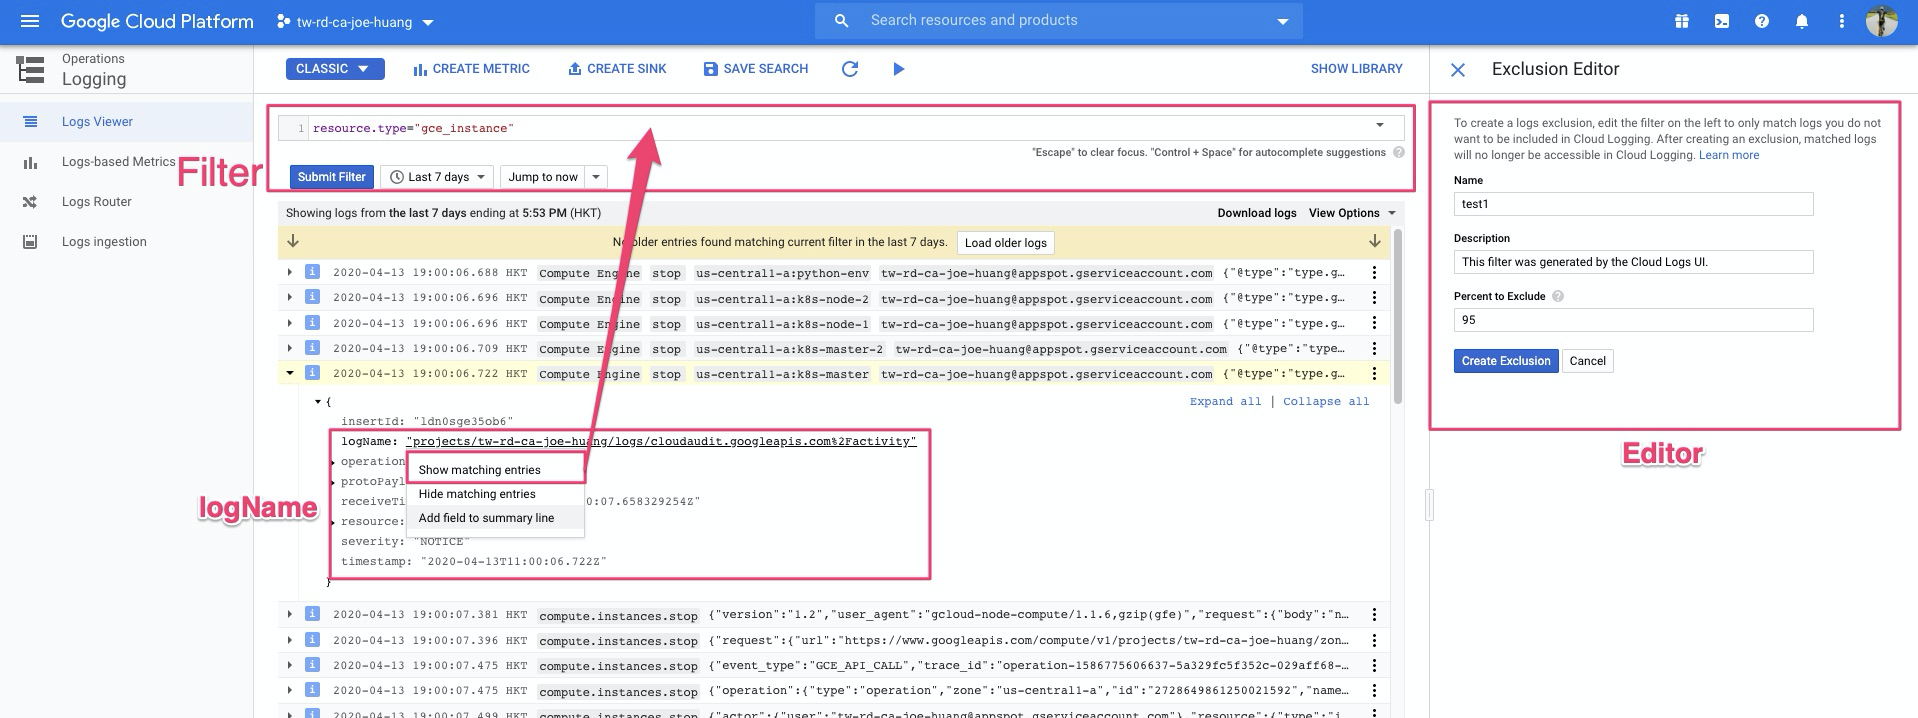 Google Cloud Platform
tw-rd-ca-joe-huang
Search resources and products
Operations
Logging
CLASSIC
CREATE METRIC
CREATE SINK
SAVE SEARCH
SHOW LIBRARY
Exclusion Editor
Logs Viewer
Logs-based Metrics
Logs Router
Logs ingestion
Filter
1 resource.type="gce_instance"
"Escape" to clear focus. "Control + Space" for autocomplete suggestions
Submit Filter
Last 7 days
Jump to now
Showing logs from the last 7 days ending at 5:53 PM (HKT)
Download logs
View Options
older entries found matching current filter in the last 7 days.
Load older logs
2020-04-13 19:00:06.688 HKT Compute Engine stop us-central1-a:python-env tw-rd-ca-joe-huang@appspot.gserviceaccount.com {"@type":"type.g…
2020-04-13 19:00:06.696 HKT Compute Engine stop us-central1-a:k8s-node-2 tw-rd-ca-joe-huang@appspot.gserviceaccount.com {"@type":"type.g…
2020-04-13 19:00:06.696 HKT Compute Engine stop us-central1-a:k8s-node-1 tw-rd-ca-joe-huang@appspot.gserviceaccount.com {"@type":"type.g…
2020-04-13 19:00:06.709 HKT Compute Engine stop us-central1-a:k8s-master-2 tw-rd-ca-joe-huang@appspot.gserviceaccount.com {"@type":"type…
2020-04-13 19:00:06.722 HKT Compute Engine stop us-central1-a:k8s-master tw-rd-ca-joe-huang@appspot.gserviceaccount.com {"@type":"type.g…
{
Expand all | Collapse all
insertId: "ldn0sge35ob6"
logName: "projects/tw-rd-ca-joe-huang/logs/cloudaudit.googleapis.com%2Factivity"
operation
protoPayl
receiveTi 0:07.658329254Z"
resource:
severity: "NOTICE"
timestamp: "2020-04-13T11:00:06.722Z"
}
Show matching entries
Hide matching entries
Add field to summary line
logName
2020-04-13 19:00:07.381 HKT compute.instances.stop {"version":"1.2","user_agent":"gcloud-node-compute/1.1.6,gzip(gfe)","request":{"body":"n…
2020-04-13 19:00:07.396 HKT compute.instances.stop {"request":{"url":"https://www.googleapis.com/compute/v1/projects/tw-rd-ca-joe-huang/zon…
2020-04-13 19:00:07.475 HKT compute.instances.stop {"event_type":"GCE_API_CALL","trace_id":"operation-1586775606637-5a329fc5f352c-029aff68-…
2020-04-13 19:00:07.475 HKT compute.instances.stop {"operation":{"type":"operation","zone":"us-central1-a","id":"2728649861250021592","name…
2020-04-13 19:00:07.499 HKT compute.instances.stop {"actor":{"user":"tw-rd-ca-joe-huang@appspot.gserviceaccount.com"},"resource":{"type":"i…
To create a logs exclusion, edit the filter on the left to only match logs you do not
want to be included in Cloud Logging. After creating an exclusion, matched logs
will no longer be accessible in Cloud Logging. Learn more
Name
test1
Description
This filter was generated by the Cloud Logs UI.
Percent to Exclude
95
Create Exclusion
Cancel
Editor